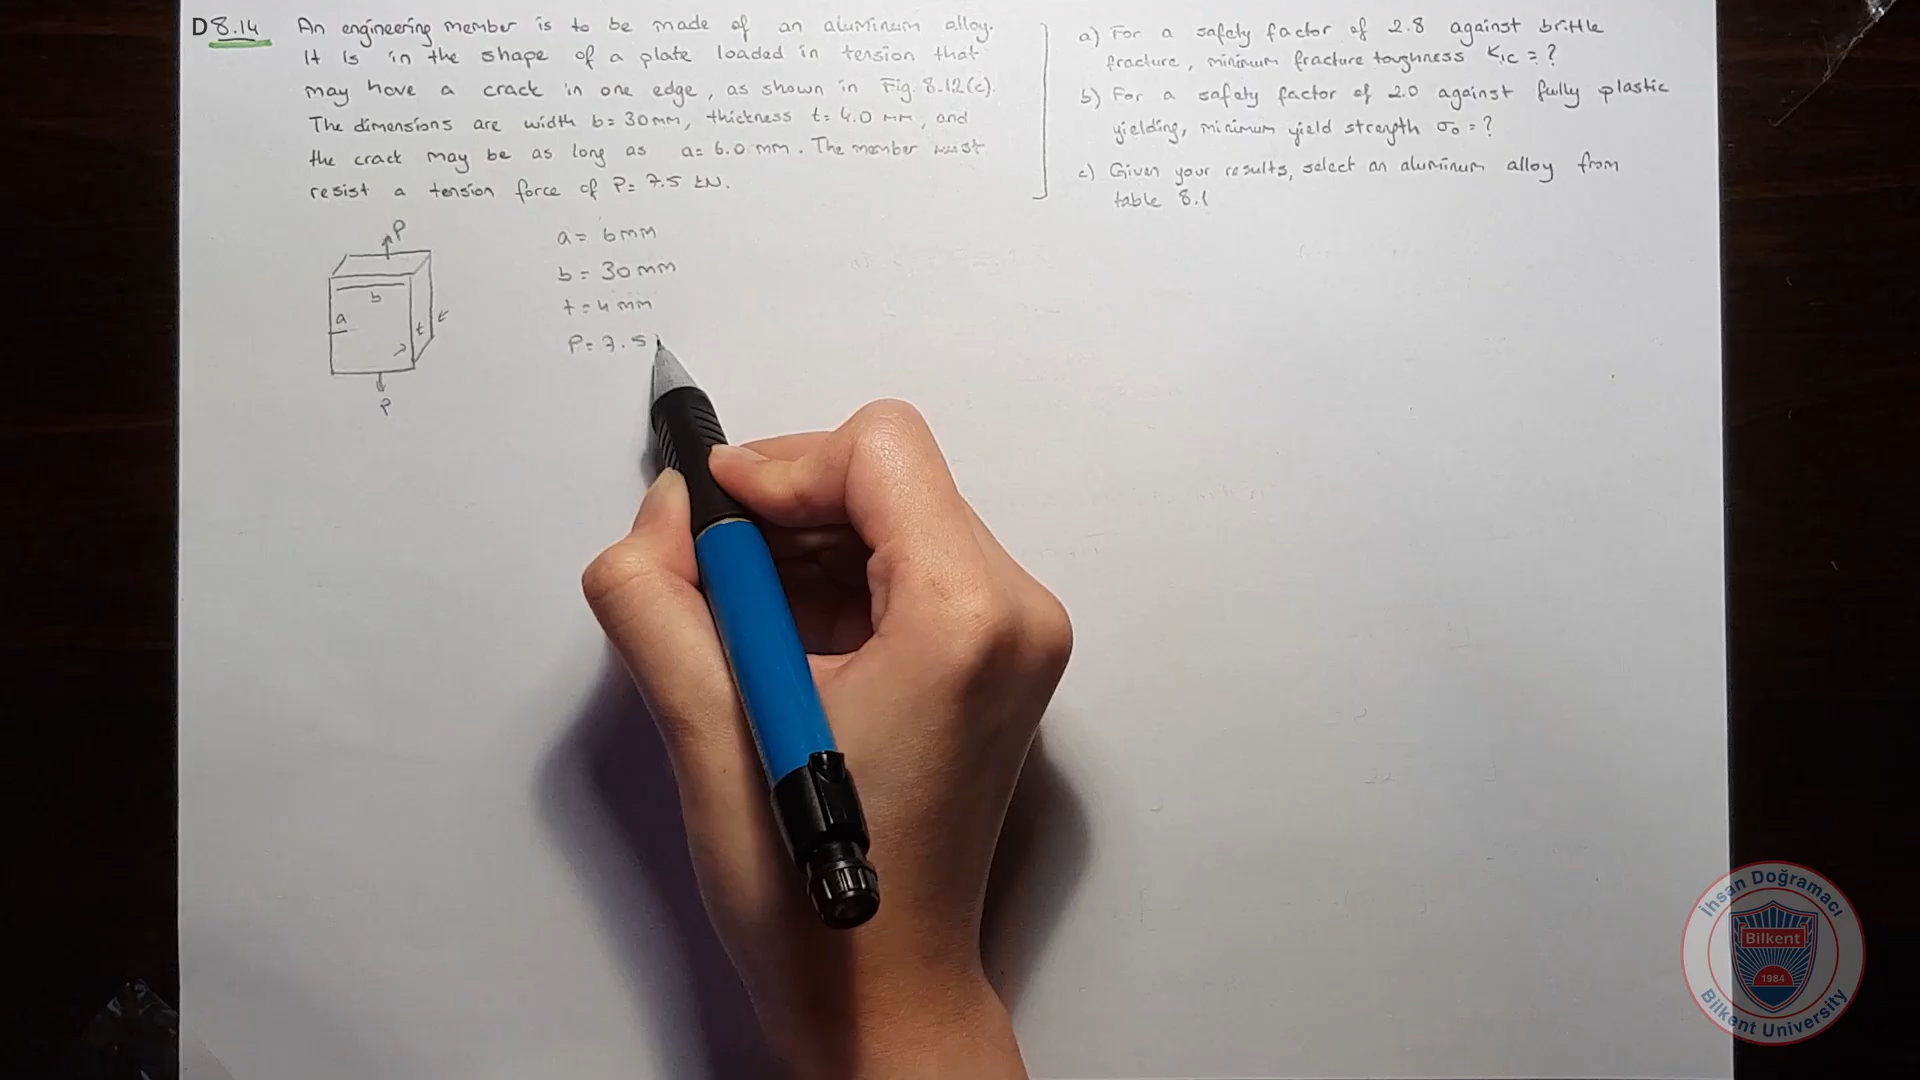 D 8.14 An engineering member is to be made of an aluminum alloy.
It is in the shape of a plate loaded in tension that
may have a crack in one edge, as shown in Fig. 8.12(c).
The dimensions are width b= 30mm, thickness t= 4.0 mm, and
the crack may be as long as a= 6.0 mm. The member must
resist a tension force of P= 7.5 kN.
a) For a safety factor of 2.8 against brittle
fracture, minimum fracture toughness KIC = ?
b) For a safety factor of 2.0 against fully plastic
yielding, minimum yield strength σo = ?
c) Given your results, select an aluminum alloy from
table 8.1
P
b
a
t
P
a = 6mm
b = 30 mm
t = 4 mm
P = 7.5
İhsan Doğramacı
Bilkent
1984
Bilkent University